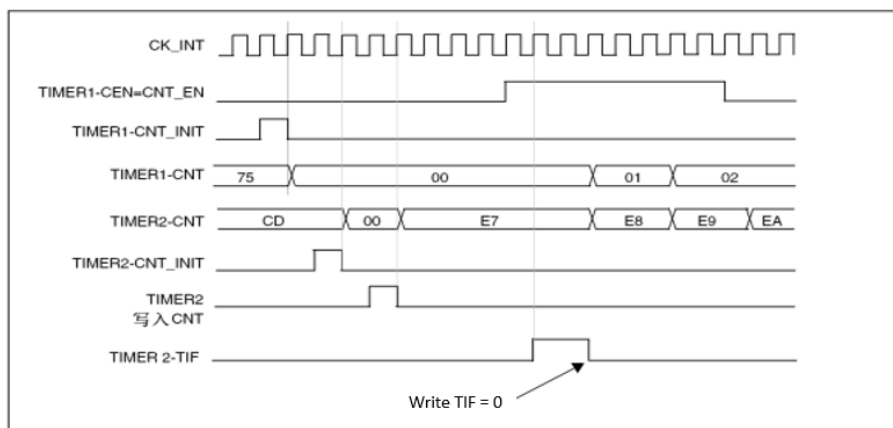 CK_INT
TIMER1-CEN=CNT_EN
TIMER1-CNT_INIT
TIMER1-CNT
75 00 01 02
TIMER2-CNT
CD 00 E7 E8 E9 EA
TIMER2-CNT_INIT
TIMER2
写入CNT
TIMER 2-TIF
Write TIF = 0